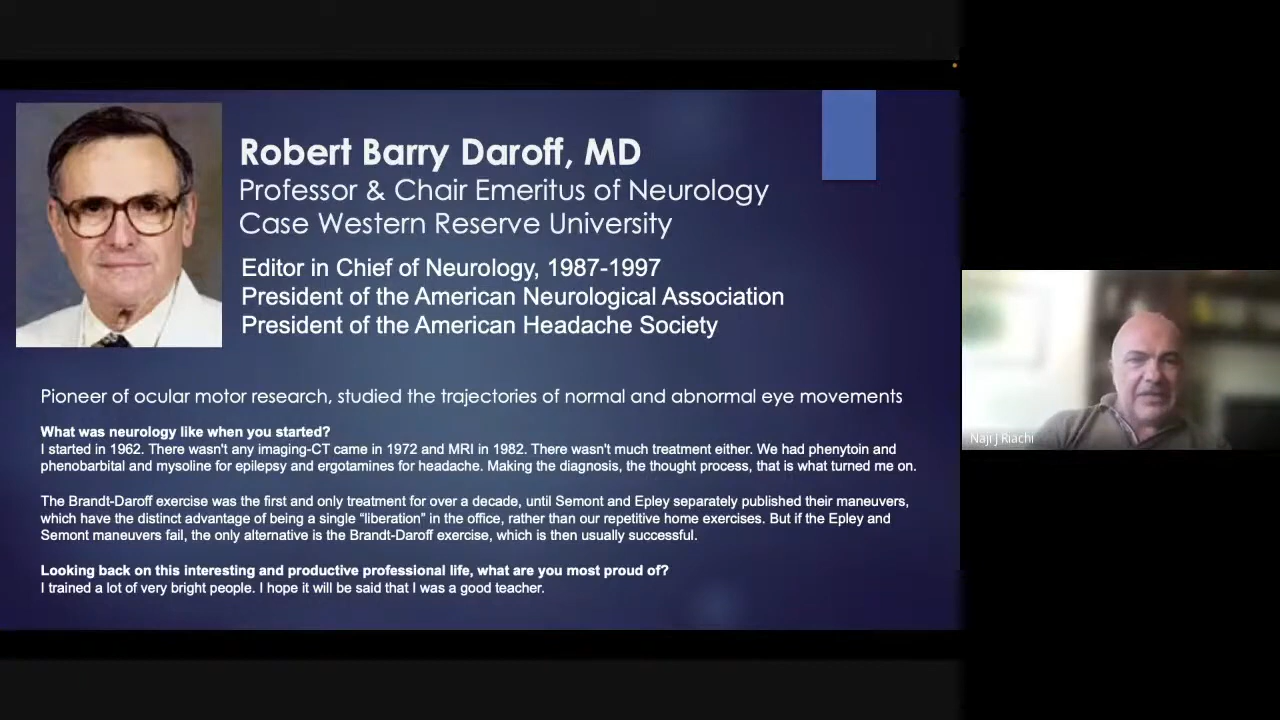 Robert Barry Daroff, MD
Professor & Chair Emeritus of Neurology
Case Western Reserve University
Editor in Chief of Neurology, 1987-1997
President of the American Neurological Association
President of the American Headache Society
Pioneer of ocular motor research, studied the trajectories of normal and abnormal eye movements
What was neurology like when you started?
I started in 1962. There wasn't any imaging-CT came in 1972 and MRI in 1982. There wasn't much treatment either. We had phenytoin and
phenobarbital and mysoline for epilepsy and ergotamines for headache. Making the diagnosis, the thought process, that is what turned me on.
The Brandt-Daroff exercise was the first and only treatment for over a decade, until Semont and Epley separately published their maneuvers,
which have the distinct advantage of being a single “liberation” in the office, rather than our repetitive home exercises. But if the Epley and
Semont maneuvers fail, the only alternative is the Brandt-Daroff exercise, which is then usually successful.
Looking back on this interesting and productive professional life, what are you most proud of?
I trained a lot of very bright people. I hope it will be said that I was a good teacher.
Naji J Riachi